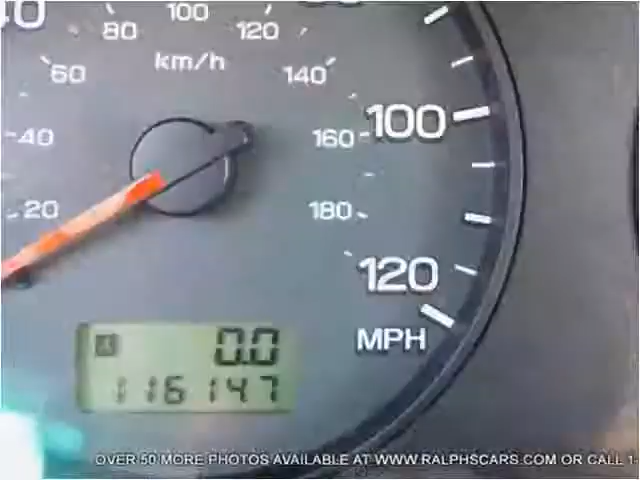 80 100 120
km/h
60 140
40 160 100
20 180
120
MPH
A 0.0
116147
OVER 50 MORE PHOTOS AVAILABLE AT WWW.RALPHSCARS.COM OR CALL 1-